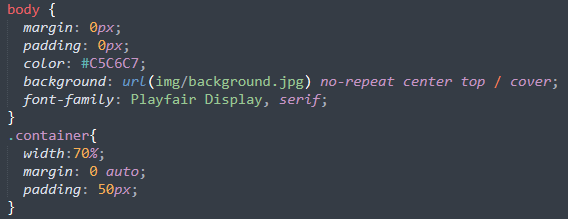 body {
margin: 0px;
padding: 0px;
color: #C5C6C7;
background: url(img/background.jpg) no-repeat center top / cover;
font-family: Playfair Display, serif;
}
.container{
width:70%;
margin: 0 auto;
padding: 50px;
}